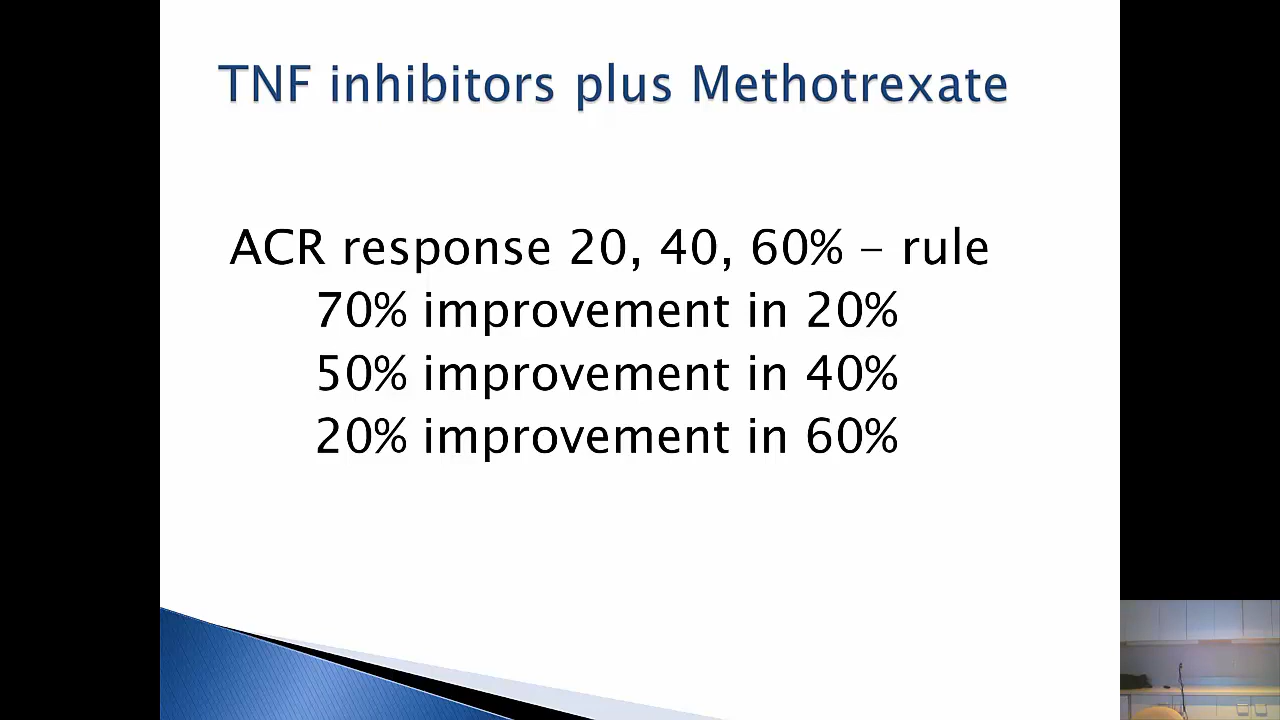 TNF inhibitors plus Methotrexate
ACR response 20, 40, 60% – rule
70% improvement in 20%
50% improvement in 40%
20% improvement in 60%